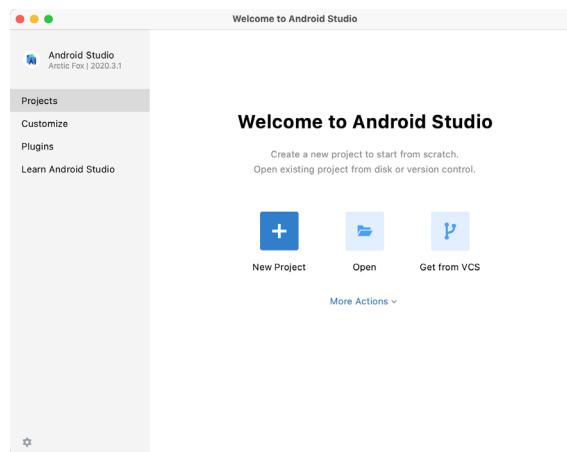 Welcome to Android Studio
Android Studio
Arctic Fox | 2020.3.1
Projects
Customize
Plugins
Learn Android Studio
Welcome to Android Studio
Create a new project to start from scratch.
Open existing project from disk or version control.
New Project
Open
Get from VCS
More Actions